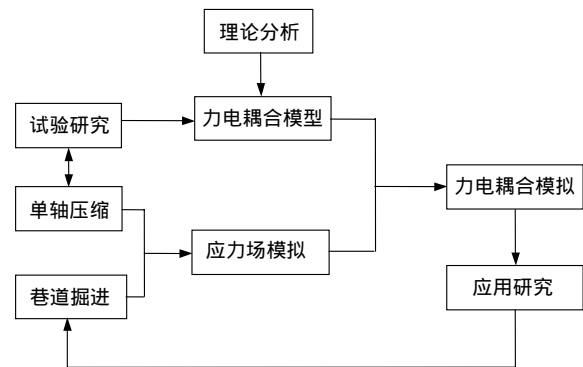 理论分析
试验研究
力电耦合模型
力电耦合模拟
单轴压缩
应力场模拟
巷道掘进
应用研究